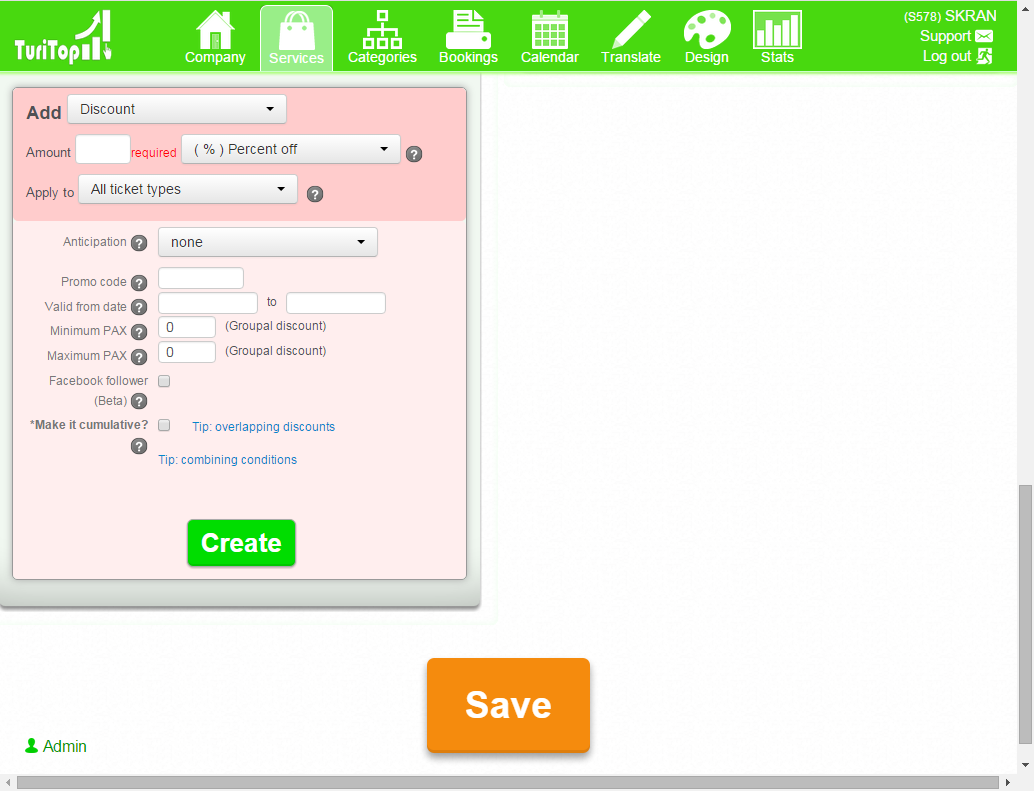 TuriTop
Company
Services
Categories
Bookings
Calendar
Translate
Design
Stats
(S578) SKRAN
Support
Log out
Add Discount
Amount required ( % ) Percent off ?
Apply to All ticket types ?
Anticipation ? none
Promo code ?
Valid from date ? to
Minimum PAX ? 0 (Groupal discount)
Maximum PAX ? 0 (Groupal discount)
Facebook follower
(Beta) ?
*Make it cumulative? Tip: overlapping discounts
?
Tip: combining conditions
Create
Save
Admin